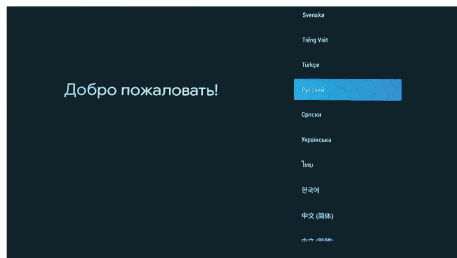 Svenska
Tiếng Việt
Türkçe
Добро пожаловать!
Русский
Српски
Українська
ไทย
한국어
中文 (简体)